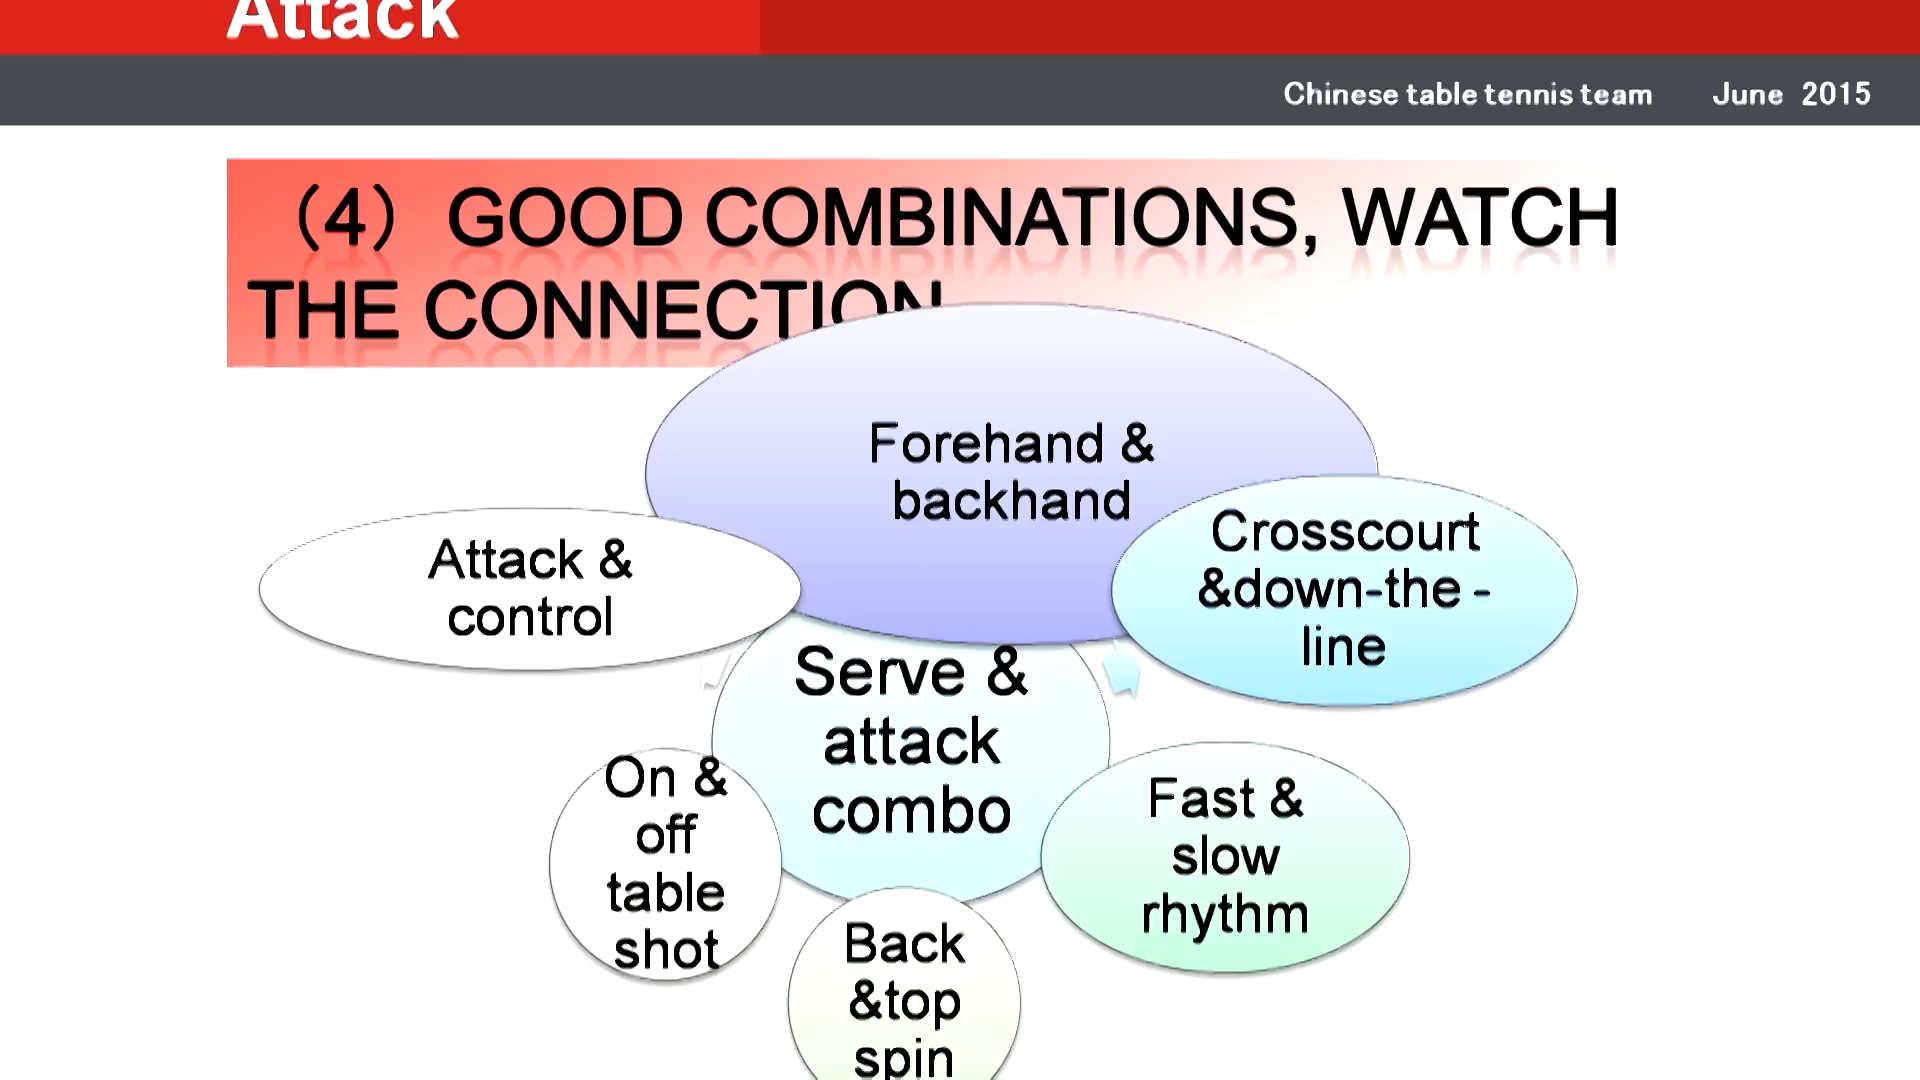 Attack
Chinese table tennis team June 2015
（4） GOOD COMBINATIONS, WATCH
THE CONNECTION
Forehand &
backhand
Crosscourt
&down-the -
line
Attack &
control
Serve &
attack
combo
On &
off
table
shot
Fast &
slow
rhythm
Back
&top
spin